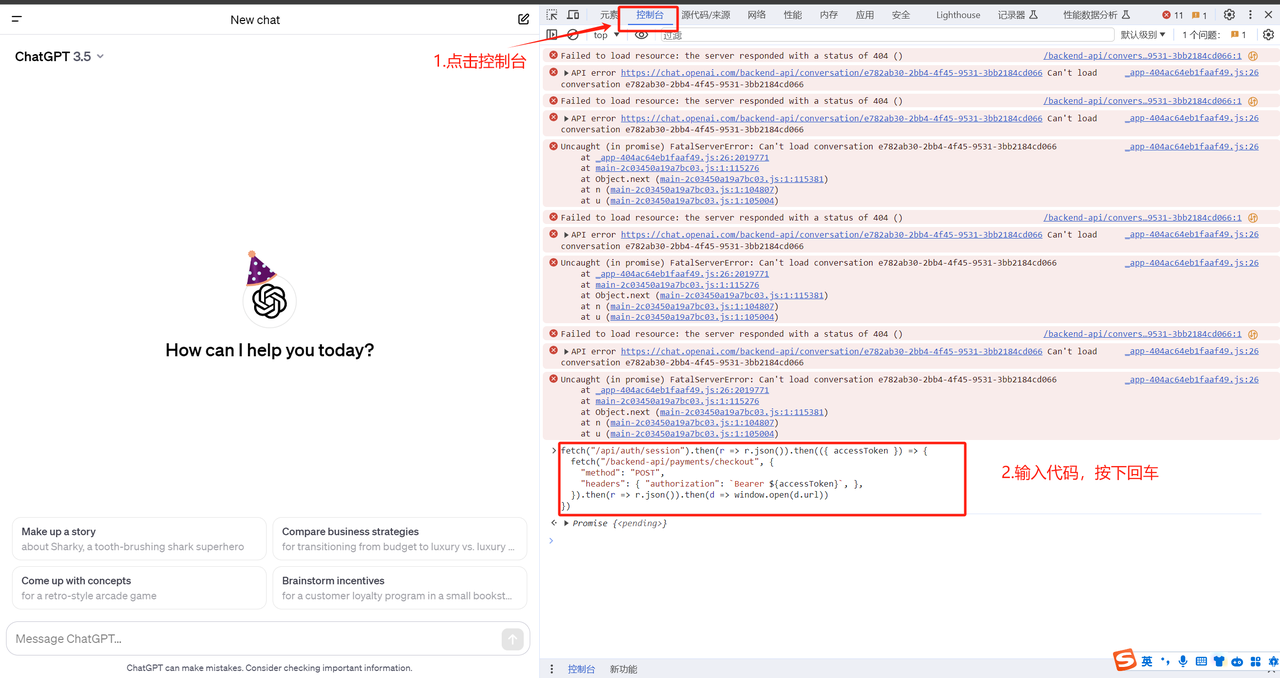 New chat
ChatGPT 3.5
How can I help you today?
Make up a story
about Sharky, a tooth-brushing shark superhero
Compare business strategies
for transitioning from budget to luxury vs. luxury ...
Come up with concepts
for a retro-style arcade game
Brainstorm incentives
for a customer loyalty program in a small bookst...
Message ChatGPT...
ChatGPT can make mistakes. Consider checking important information.
元素 控制台 源代码/来源 网络 性能 内存 应用 安全 Lighthouse 记录器 性能数据分析 11 1
top 过滤 默认级别 1 个问题: 1
1.点击控制台
Failed to load resource: the server responded with a status of 404 () /backend-api/convers…9531-3bb2184cd066:1
API error https://chat.openai.com/backend-api/conversation/e782ab30-2bb4-4f45-9531-3bb2184cd066 Can't load _app-404ac64eb1faaf49.js:26
conversation e782ab30-2bb4-4f45-9531-3bb2184cd066
Failed to load resource: the server responded with a status of 404 () /backend-api/convers…9531-3bb2184cd066:1
API error https://chat.openai.com/backend-api/conversation/e782ab30-2bb4-4f45-9531-3bb2184cd066 Can't load _app-404ac64eb1faaf49.js:26
conversation e782ab30-2bb4-4f45-9531-3bb2184cd066
Uncaught (in promise) FatalServerError: Can't load conversation e782ab30-2bb4-4f45-9531-3bb2184cd066 _app-404ac64eb1faaf49.js:26
at _app-404ac64eb1faaf49.js:26:2019771
at main-2c03450a19a7bc03.js:1:115276
at Object.next (main-2c03450a19a7bc03.js:1:115381)
at n (main-2c03450a19a7bc03.js:1:104807)
at u (main-2c03450a19a7bc03.js:1:105004)
Failed to load resource: the server responded with a status of 404 () /backend-api/convers…9531-3bb2184cd066:1
API error https://chat.openai.com/backend-api/conversation/e782ab30-2bb4-4f45-9531-3bb2184cd066 Can't load _app-404ac64eb1faaf49.js:26
conversation e782ab30-2bb4-4f45-9531-3bb2184cd066
Uncaught (in promise) FatalServerError: Can't load conversation e782ab30-2bb4-4f45-9531-3bb2184cd066 _app-404ac64eb1faaf49.js:26
at _app-404ac64eb1faaf49.js:26:2019771
at main-2c03450a19a7bc03.js:1:115276
at Object.next (main-2c03450a19a7bc03.js:1:115381)
at n (main-2c03450a19a7bc03.js:1:104807)
at u (main-2c03450a19a7bc03.js:1:105004)
Failed to load resource: the server responded with a status of 404 () /backend-api/convers…9531-3bb2184cd066:1
API error https://chat.openai.com/backend-api/conversation/e782ab30-2bb4-4f45-9531-3bb2184cd066 Can't load _app-404ac64eb1faaf49.js:26
conversation e782ab30-2bb4-4f45-9531-3bb2184cd066
Uncaught (in promise) FatalServerError: Can't load conversation e782ab30-2bb4-4f45-9531-3bb2184cd066 _app-404ac64eb1faaf49.js:26
at _app-404ac64eb1faaf49.js:26:2019771
at main-2c03450a19a7bc03.js:1:115276
at Object.next (main-2c03450a19a7bc03.js:1:115381)
at n (main-2c03450a19a7bc03.js:1:104807)
at u (main-2c03450a19a7bc03.js:1:105004)
fetch("/api/auth/session").then(r => r.json()).then(({ accessToken }) => {
fetch("/backend-api/payments/checkout", {
"method": "POST",
"headers": { "authorization": `Bearer ${accessToken}`, },
}).then(r => r.json()).then(d => window.open(d.url))
})
2.输入代码，按下回车
Promise {<pending>}
控制台 新功能
英